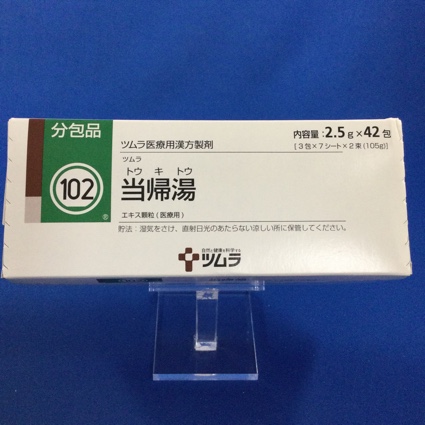 分包品
102
®
ツムラ医療用漢方製剤
内容量:2.5g×42包
[3包×7シート×2束(105g)]
ツムラ
トウ キ トウ
当帰湯
エキス顆粒(医療用)
貯法:湿気をさけ、直射日光のあたらない涼しい所に保管してください。
自然と健康を科学する
ツムラ